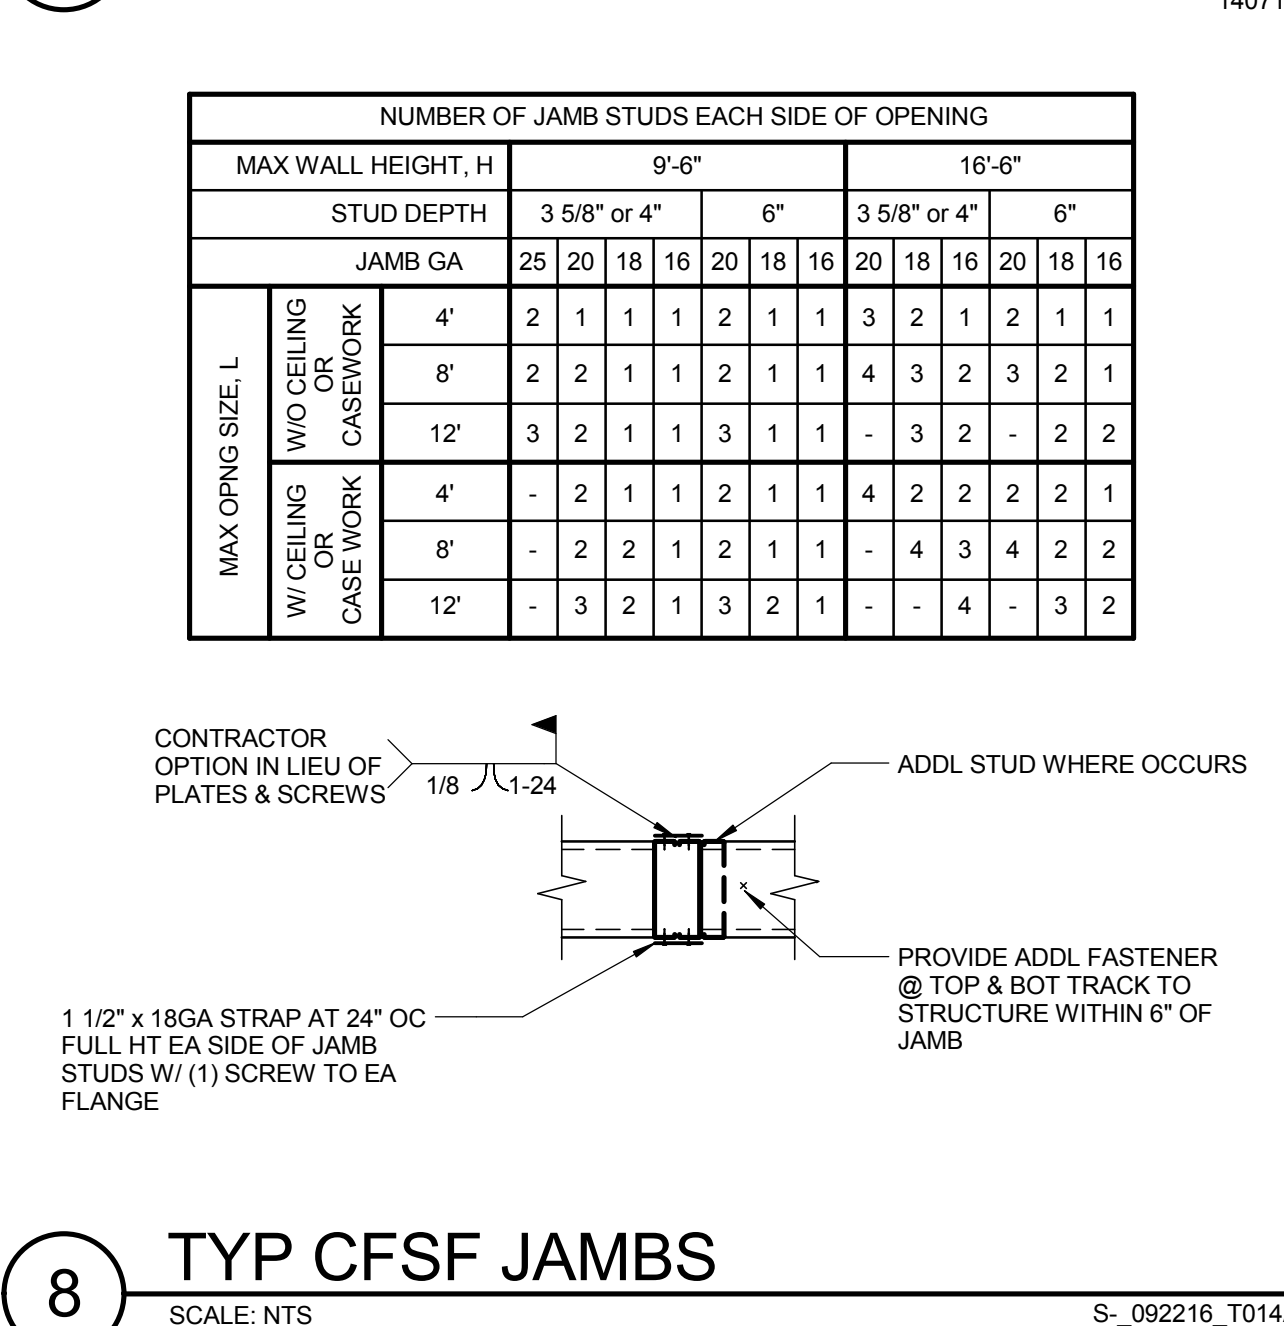 NUMBER OF JAMB STUDS EACH SIDE OF OPENING
MAX WALL HEIGHT, H 9'-6" 16'-6"
STUD DEPTH 3 5/8" or 4" 6" 3 5/8" or 4" 6"
JAMB GA 25 20 18 16 20 18 16 20 18 16 20 18 16
MAX OPNG SIZE, L
W/O CEILING
OR
CASEWORK
4' 2 1 1 1 2 1 1 3 2 1 2 1 1
8' 2 2 1 1 2 1 1 4 3 2 3 2 1
12' 3 2 1 1 3 1 1 - 3 2 - 2 2
W/ CEILING
OR
CASE WORK
4' - 2 1 1 2 1 1 4 2 2 2 2 1
8' - 2 2 1 2 1 1 - 4 3 4 2 2
12' - 3 2 1 3 2 1 - - 4 - 3 2
CONTRACTOR
OPTION IN LIEU OF
PLATES & SCREWS
1/8 1-24
ADDL STUD WHERE OCCURS
PROVIDE ADDL FASTENER
@ TOP & BOT TRACK TO
STRUCTURE WITHIN 6" OF
JAMB
1 1/2" x 18GA STRAP AT 24" OC
FULL HT EA SIDE OF JAMB
STUDS W/ (1) SCREW TO EA
FLANGE
8
TYP CFSF JAMBS
SCALE: NTS
S-_092216_T014